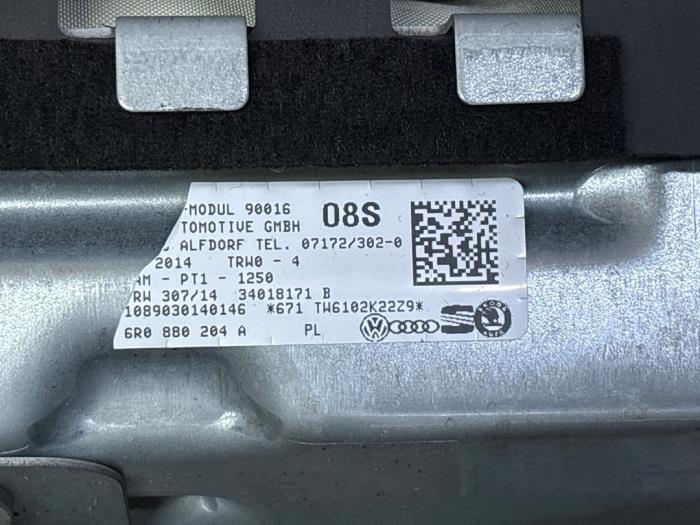 -MODUL 90016 08S
TOMOTIVE GMBH
ALFDORF TEL. 07172/302-0
2014 TRW0 - 4
AM - PT1 - 1250
RW 307/14 34018171 B
1089030140146 *671 TW6102K22Z9*
6R0 880 204 A PL
AUTO